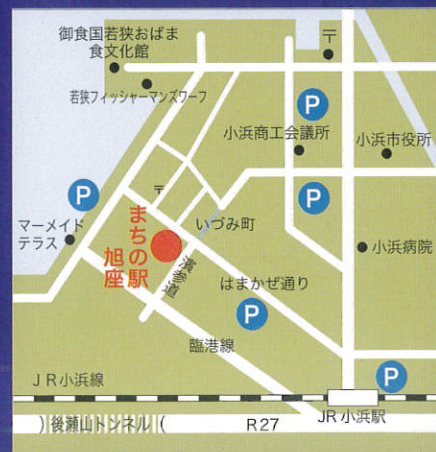 御食国若狭おばま
食文化館
〒
若狭フィッシャーマンズワーフ
P
小浜商工会議所
小浜市役所
P
P
〒
マーメイド
テラス
まちの駅
旭座
いづみ町
濱参道
小浜病院
はまかぜ通り
P
臨港線
P
JR小浜線
JR小浜駅
)後瀬山トンネル(
R27